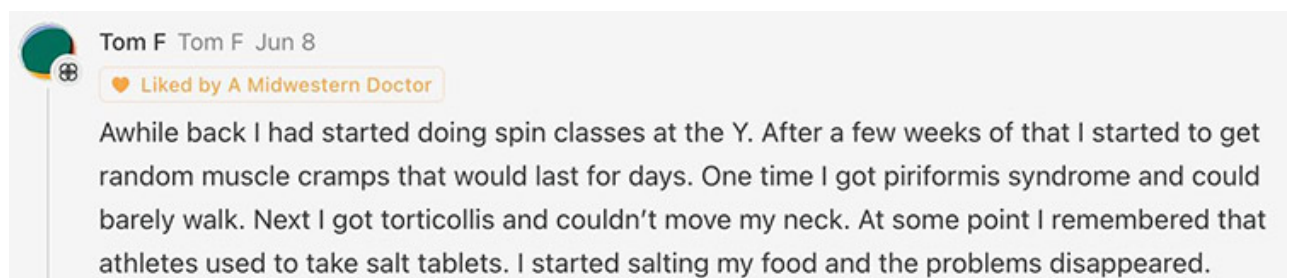 Tom F Tom F Jun 8
Liked by A Midwestern Doctor
Awhile back I had started doing spin classes at the Y. After a few weeks of that I started to get
random muscle cramps that would last for days. One time I got piriformis syndrome and could
barely walk. Next I got torticollis and couldn't move my neck. At some point I remembered that
athletes used to take salt tablets. I started salting my food and the problems disappeared.